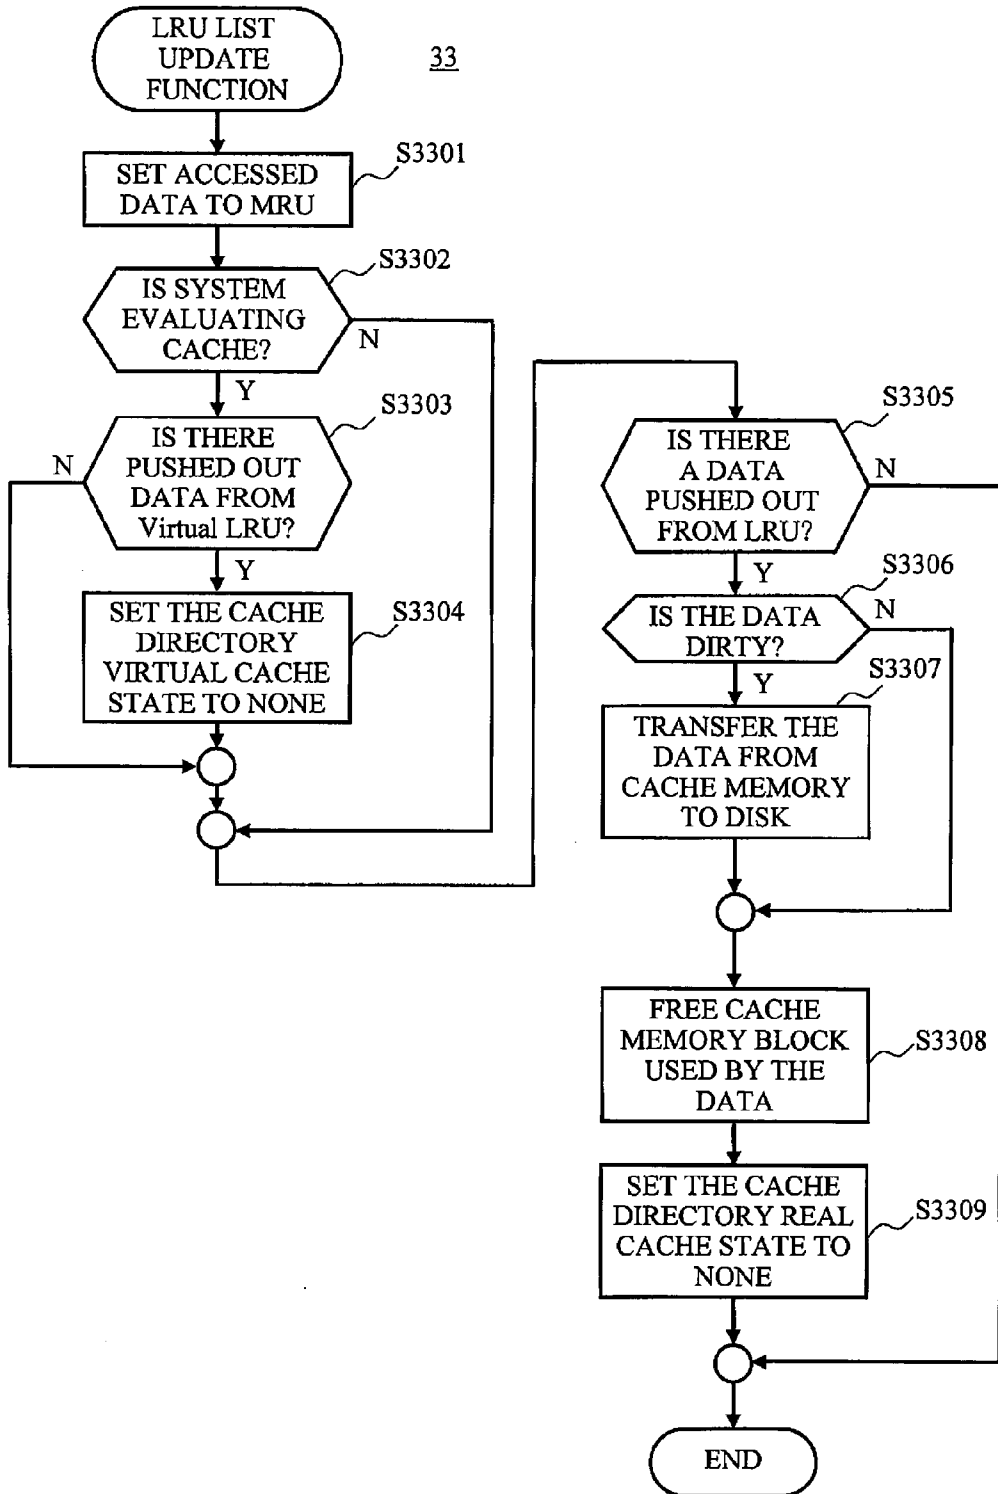 LRU LIST
UPDATE
FUNCTION
33
S3301
SET ACCESSED
DATA TO MRU
S3302
IS SYSTEM
EVALUATING
CACHE?
N
Y
S3303
IS THERE
PUSHED OUT
DATA FROM
Virtual LRU?
N
Y
S3304
SET THE CACHE
DIRECTORY
VIRTUAL CACHE
STATE TO NONE
S3305
IS THERE
A DATA
PUSHED OUT
FROM LRU?
N
Y
S3306
IS THE DATA
DIRTY?
N
Y
S3307
TRANSFER THE
DATA FROM
CACHE MEMORY
TO DISK
FREE CACHE
MEMORY BLOCK
USED BY THE
DATA
S3308
SET THE CACHE
DIRECTORY REAL
CACHE STATE TO
NONE
S3309
END